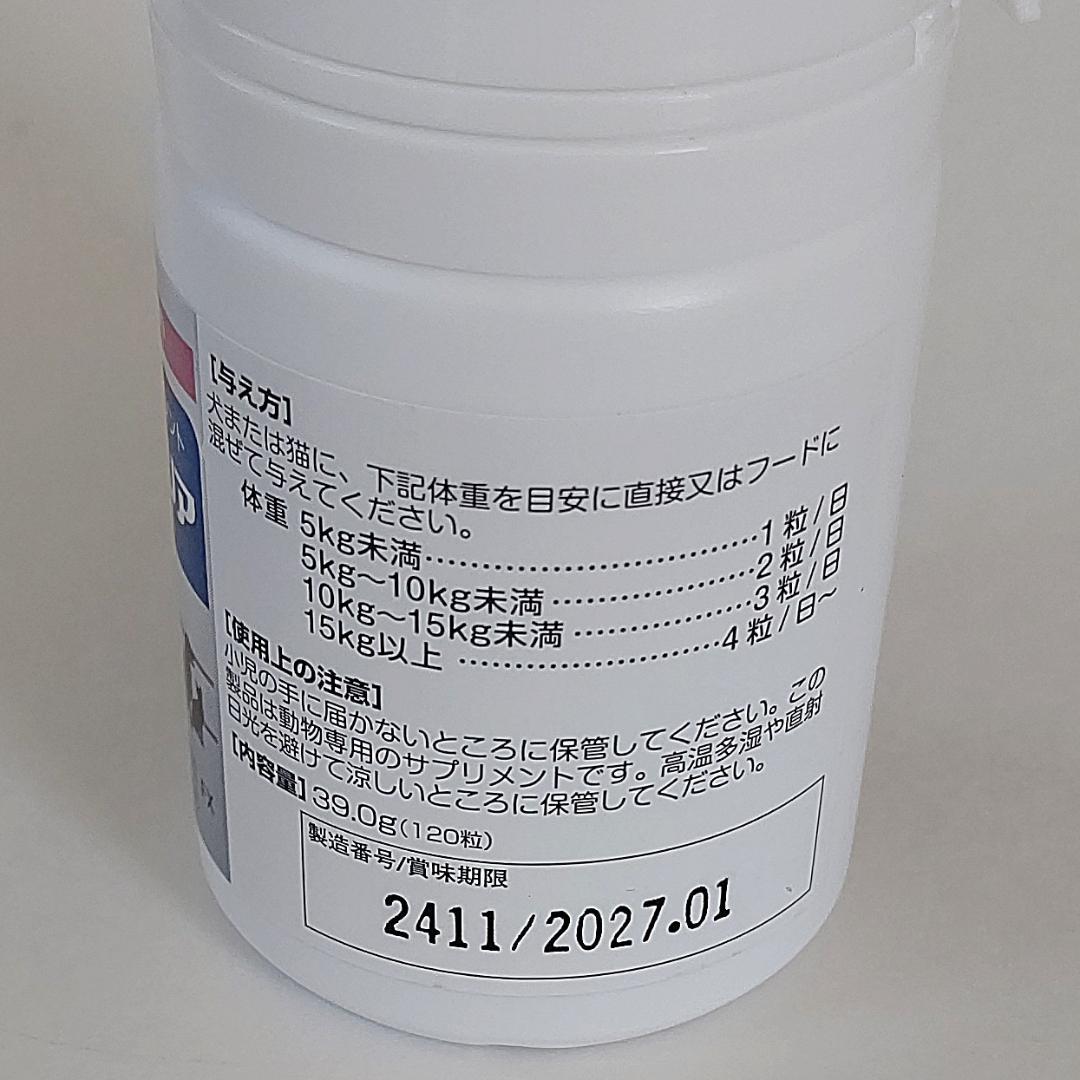 [与え方]
犬または猫に、下記体重を目安に直接又はフードに
混ぜて与えてください。
体重 5kg未満……………………………1粒/日
5kg～10kg未満…………………2粒/日
10kg～15kg未満………………3粒/日
15kg以上………………………4粒/日～
[使用上の注意]
小児の手に届かないところに保管してください。この
製品は動物専用のサプリメントです。高温多湿や直射
日光を避けて涼しいところに保管してください。
[内容量]39.0g(120粒)
製造番号/賞味期限
2411/2027.01
ント